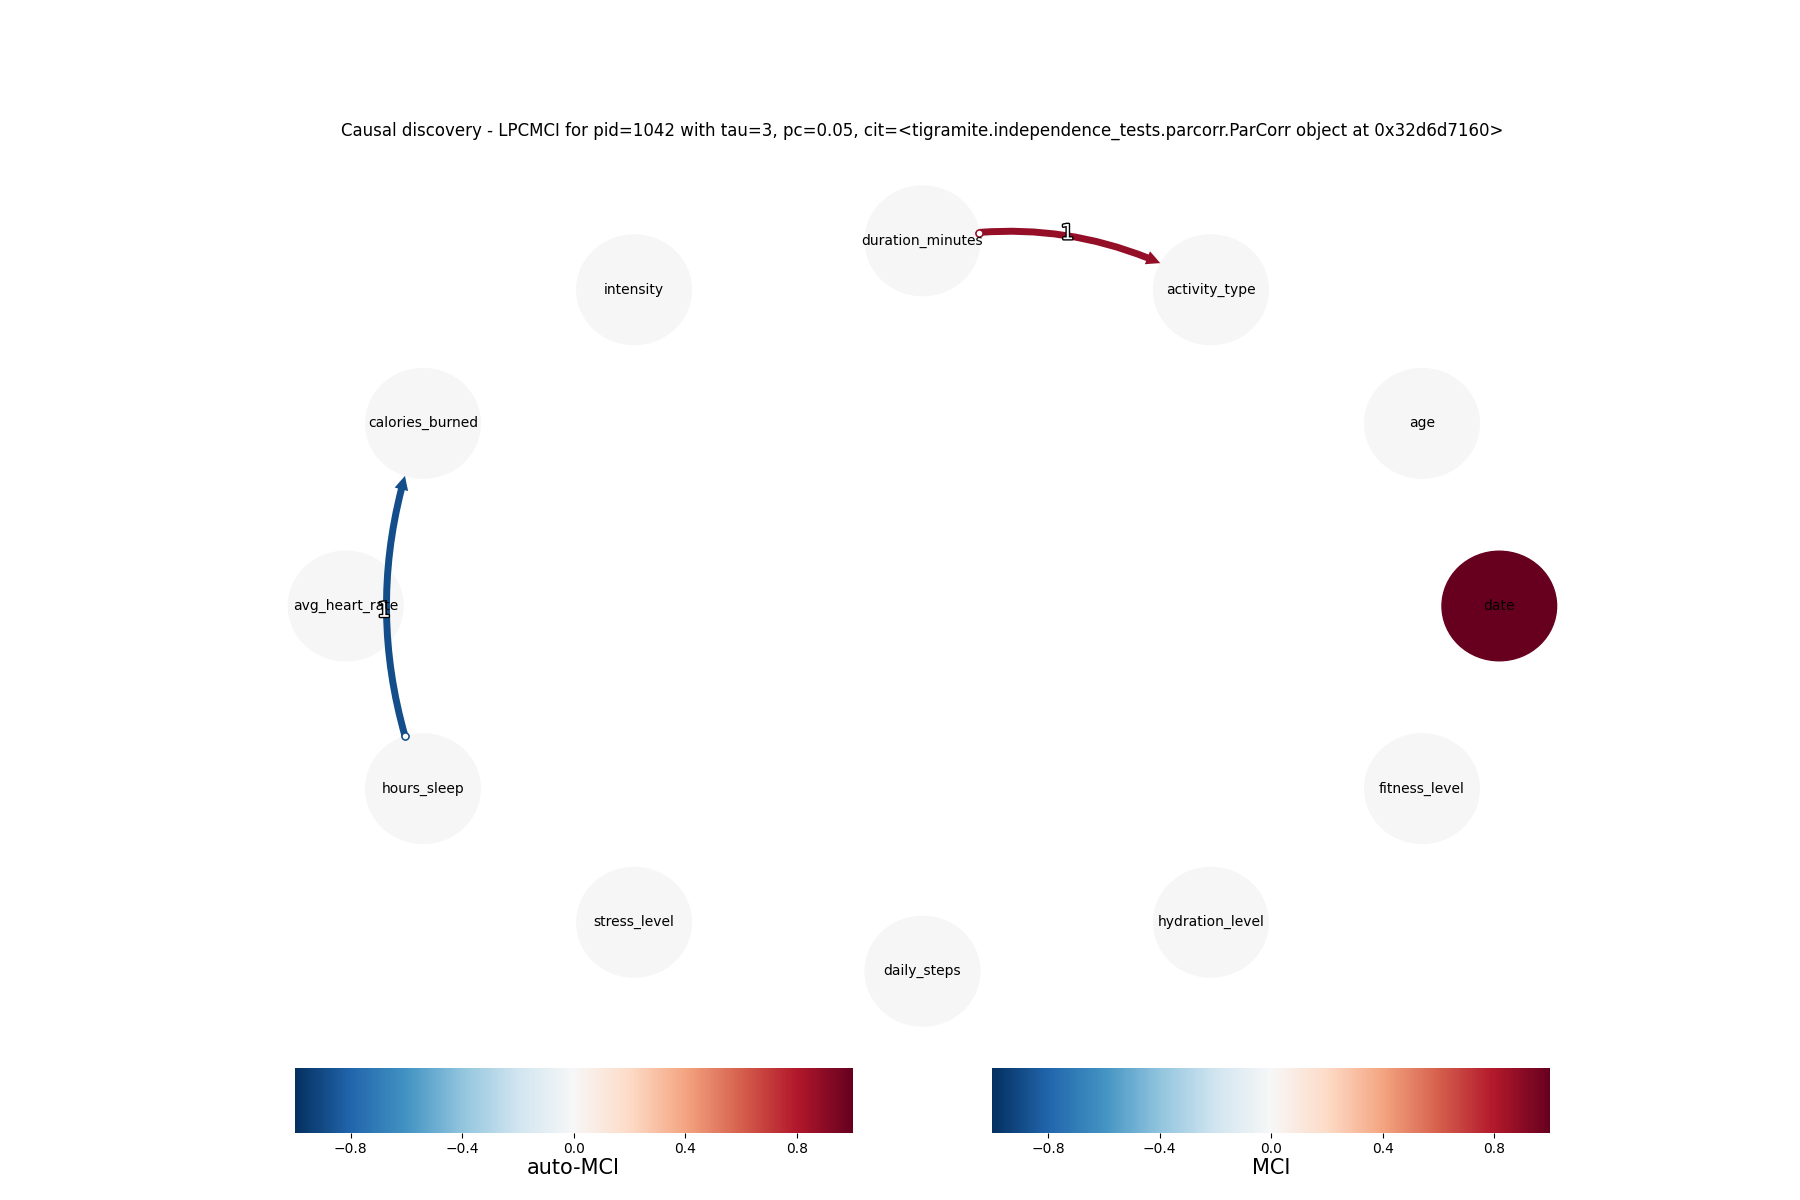 Causal discovery - LPCMCI for pid=1042 with tau=3, pc=0.05, cit=<tigramite.independence_tests.parcorr.ParCorr object at 0x32d6d7160>
duration_minutes
1
intensity
activity_type
calories_burned
age
avg_heart_rate
1
date
hours_sleep
fitness_level
stress_level
hydration_level
daily_steps
−0.8 −0.4 0.0 0.4 0.8
auto-MCI
−0.8 −0.4 0.0 0.4 0.8
MCI